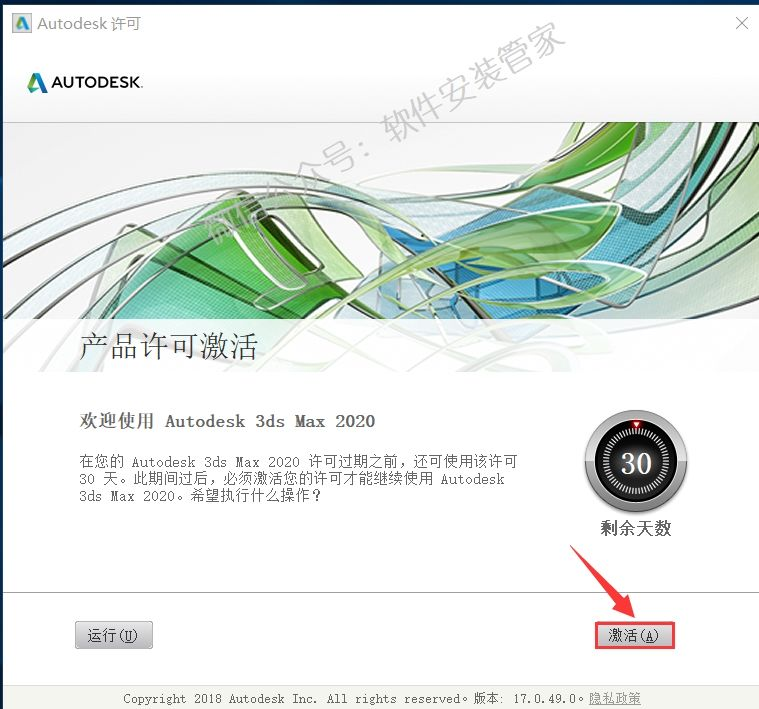 Autodesk 许可
AUTODESK.
微信公众号：软件安装管家
产品许可激活
欢迎使用 Autodesk 3ds Max 2020
在您的 Autodesk 3ds Max 2020 许可过期之前，还可使用该许可
30 天。此期间过后，必须激活您的许可才能继续使用 Autodesk
3ds Max 2020。希望执行什么操作？
30
剩余天数
运行(U)
激活(A)
Copyright 2018 Autodesk Inc. All rights reserved。版本: 17.0.49.0。隐私政策